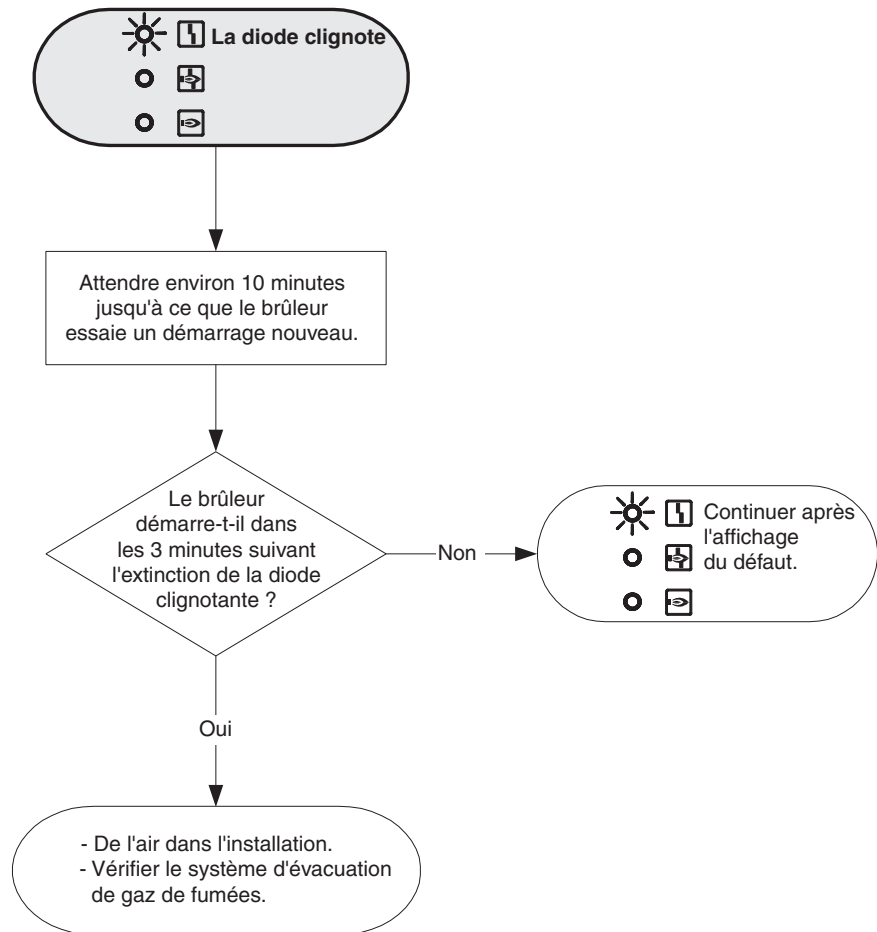 La diode clignote
Attendre environ 10 minutes
jusqu'à ce que le brûleur
essaie un démarrage nouveau.
Le brûleur
démarre-t-il dans
les 3 minutes suivant
l'extinction de la diode
clignotante ?
Non
Continuer après
l'affichage
du défaut.
Oui
- De l'air dans l'installation.
- Vérifier le système d'évacuation
de gaz de fumées.